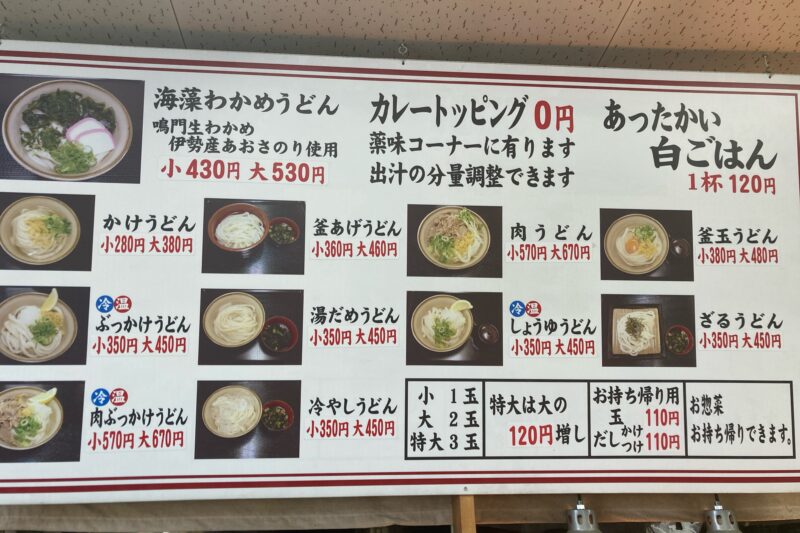 海藻わかめうどん
鳴門生わかめ
伊勢産あおさのり使用
小430円 大530円
カレートッピング 0円
薬味コーナーに有ります
出汁の分量調整できます
あったかい
白ごはん
1杯 120円
かけうどん
小280円 大380円
釜あげうどん
小360円 大460円
肉うどん
小570円 大670円
釜玉うどん
小380円 大480円
冷 温
ぶっかけうどん
小350円 大450円
湯だめうどん
小350円 大450円
冷 温
しょうゆうどん
小350円 大450円
ざるうどん
小350円 大450円
冷 温
肉ぶっかけうどん
小570円 大670円
冷やしうどん
小350円 大450円
小 1玉
大 2玉
特大 3玉
特大は大の
120円増し
お持ち帰り用
玉 110円
だし かけ つけ 110円
お惣菜
お持ち帰りできます。